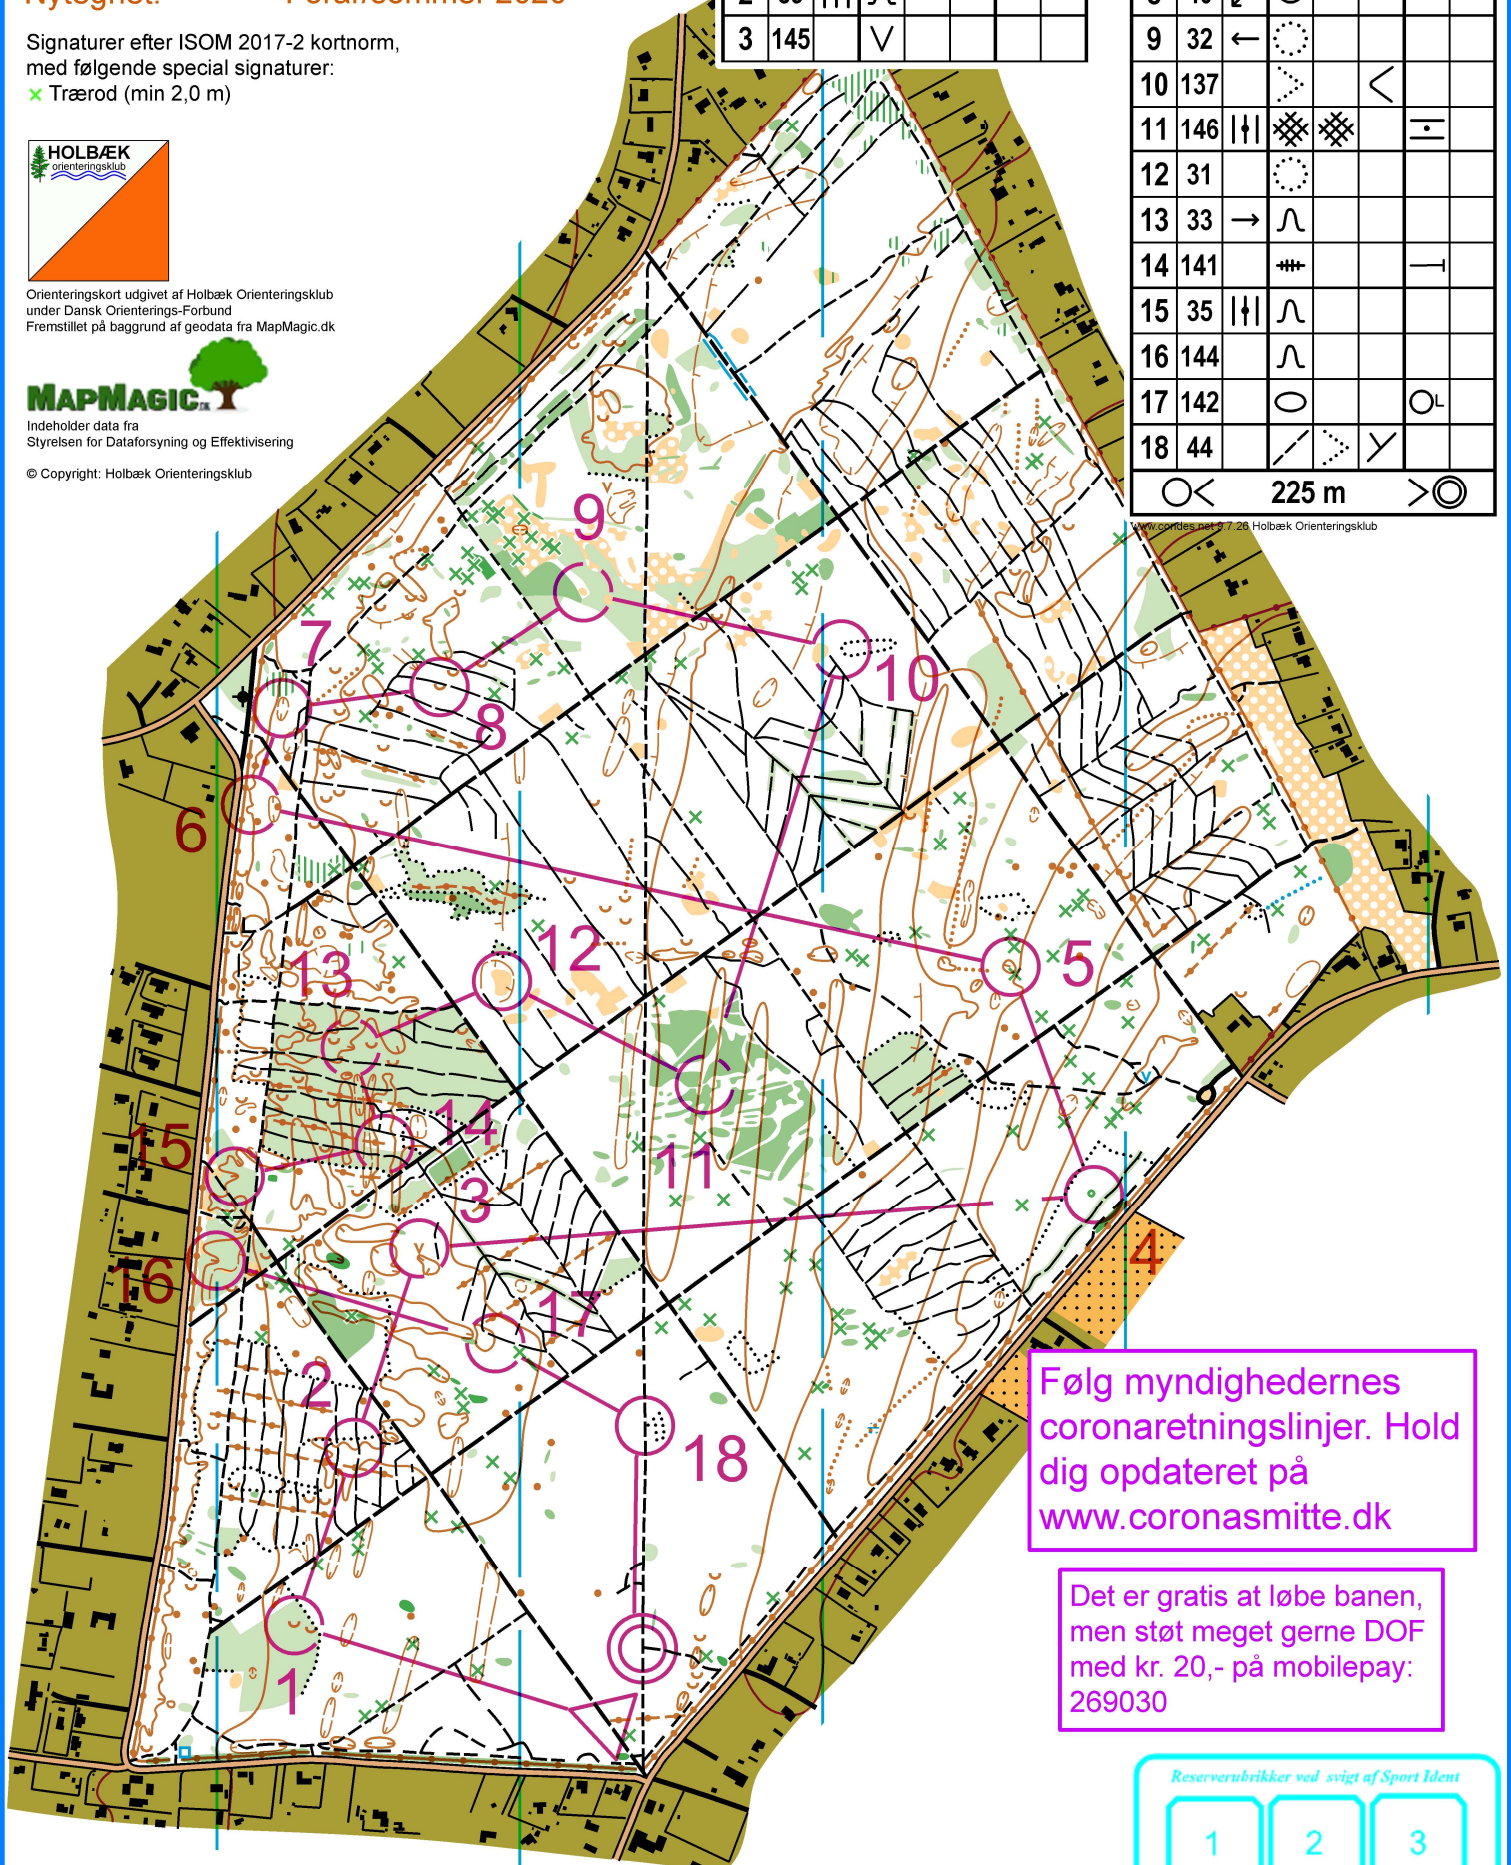 Signaturer efter ISOM 2017-2 kortnorm,
med følgende special signaturer:
× Trærod (min 2,0 m)
HOLBÆK
orienteringsklub
Orienteringskort udgivet af Holbæk Orienteringsklub
under Dansk Orienterings-Forbund
Fremstillet på baggrund af geodata fra MapMagic.dk
MAPMAGIC.DK
Indeholder data fra
Styrelsen for Dataforsyning og Effektivisering
© Copyright: Holbæk Orienteringsklub
3 145
9 32
10 137
11 146
12 31
13 33
14 141
15 35
16 144
17 142 L
18 44
225 m
www.condes.net 9.7.26 Holbæk Orienteringsklub
9
7
10
8
6
12
5
13
14
15
11
3
4
16
17
2
18
1
Følg myndighedernes
coronaretningslinjer. Hold
dig opdateret på
www.coronasmitte.dk
Det er gratis at løbe banen,
men støt meget gerne DOF
med kr. 20,- på mobilepay:
269030
Reserverubrikker ved svigt af Sport Ident
1 2 3